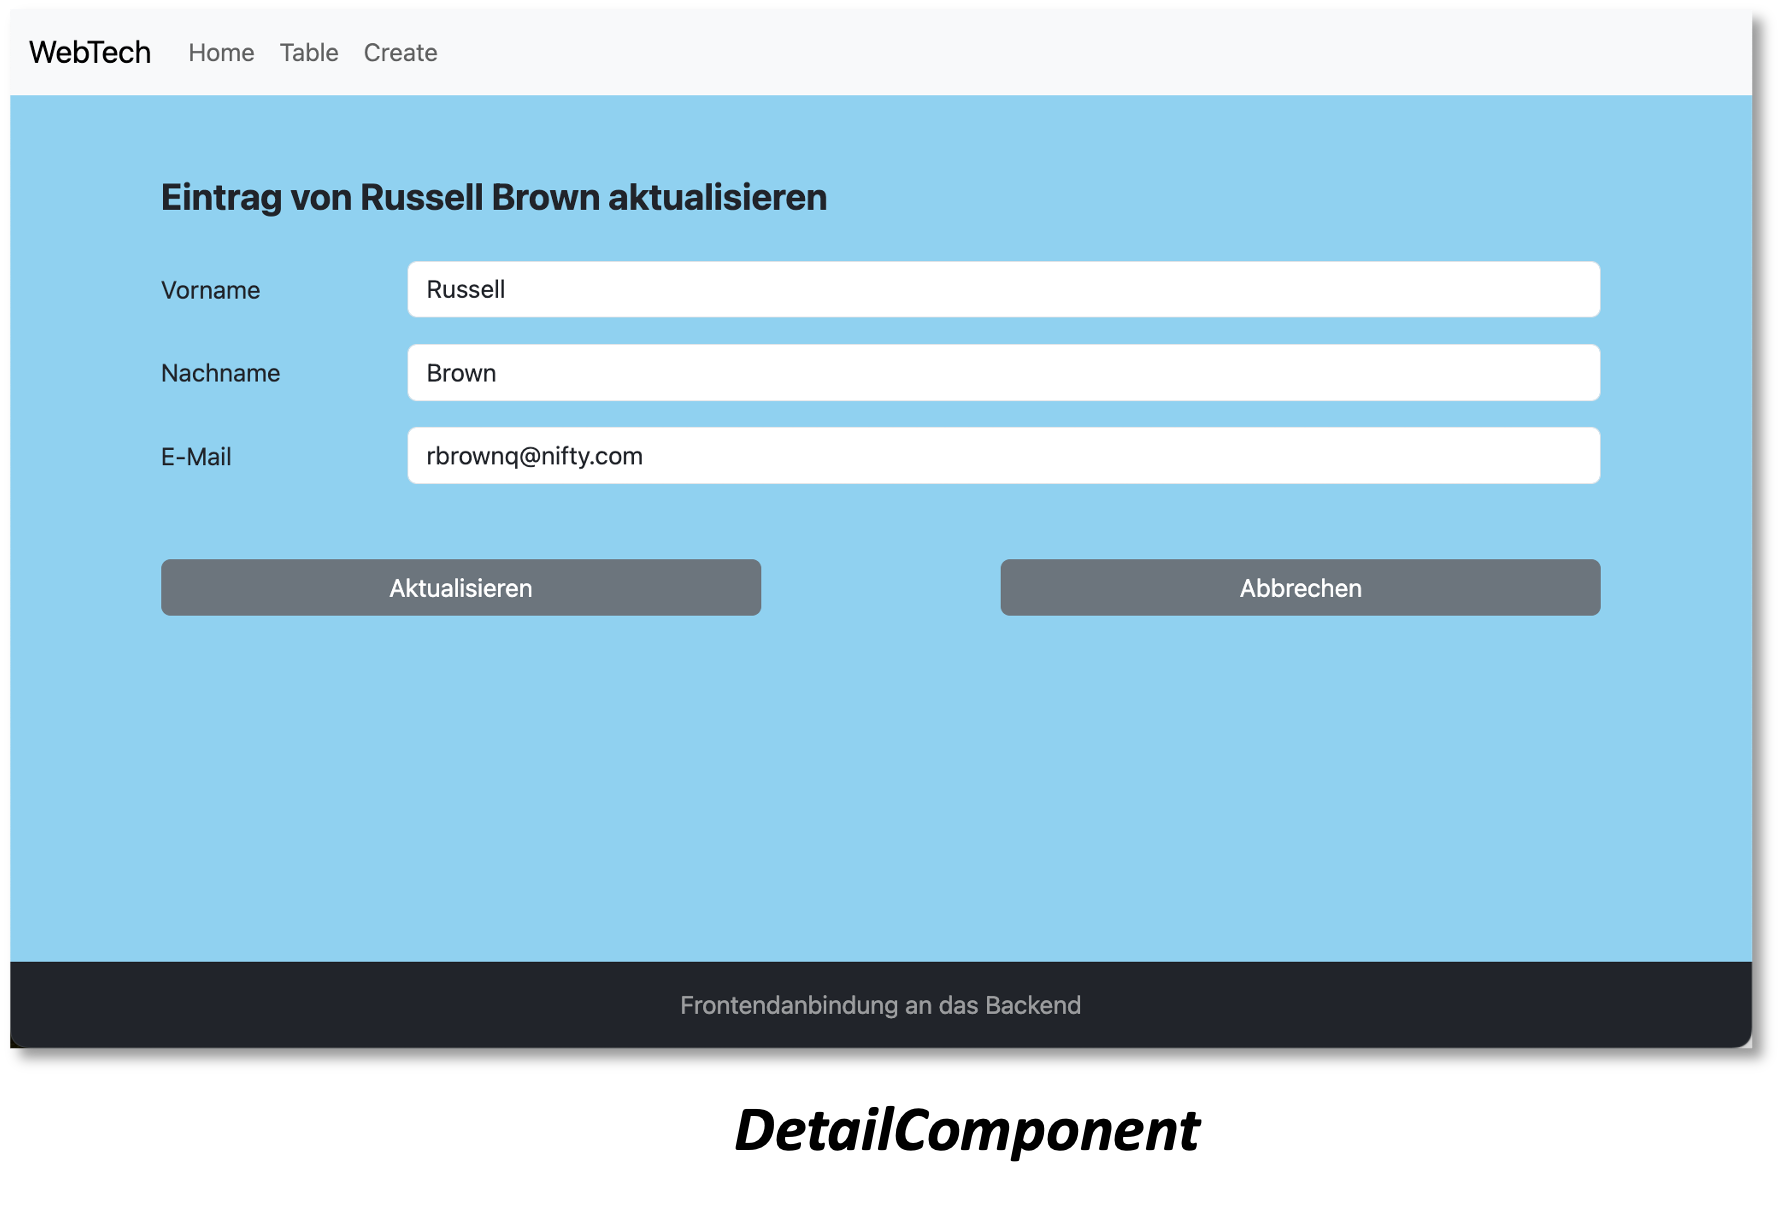 WebTech Home Table Create
Eintrag von Russell Brown aktualisieren
Vorname Russell
Nachname Brown
E-Mail rbrownq@nifty.com
Aktualisieren Abbrechen
Frontendanbindung an das Backend
DetailComponent